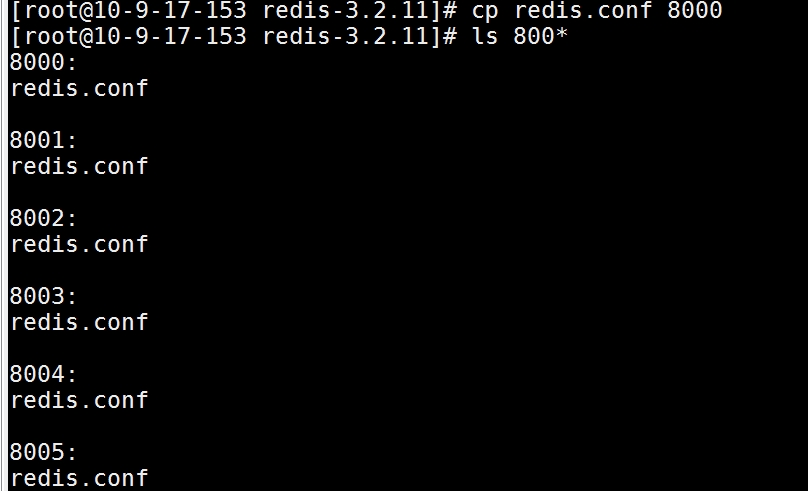 [root@10-9-17-153 redis-3.2.11]# cp redis.conf 8000
[root@10-9-17-153 redis-3.2.11]# ls 800*
8000:
redis.conf
8001:
redis.conf
8002:
redis.conf
8003:
redis.conf
8004:
redis.conf
8005:
redis.conf